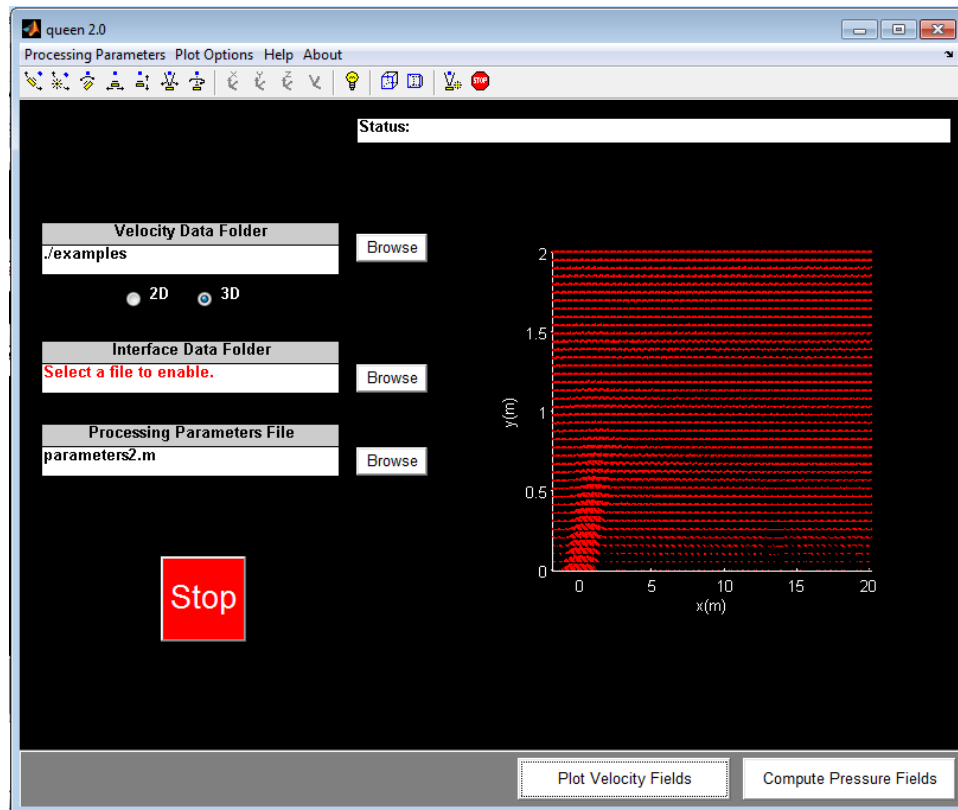 queen 2.0
Processing Parameters Plot Options Help About
STOP
Status:
Velocity Data Folder
./examples
Browse
2D 3D
Interface Data Folder
Select a file to enable.
Browse
Processing Parameters File
parameters2.m
Browse
Stop
2
1.5
1
0.5
0
y(m)
0 5 10 15 20
x(m)
Plot Velocity Fields Compute Pressure Fields